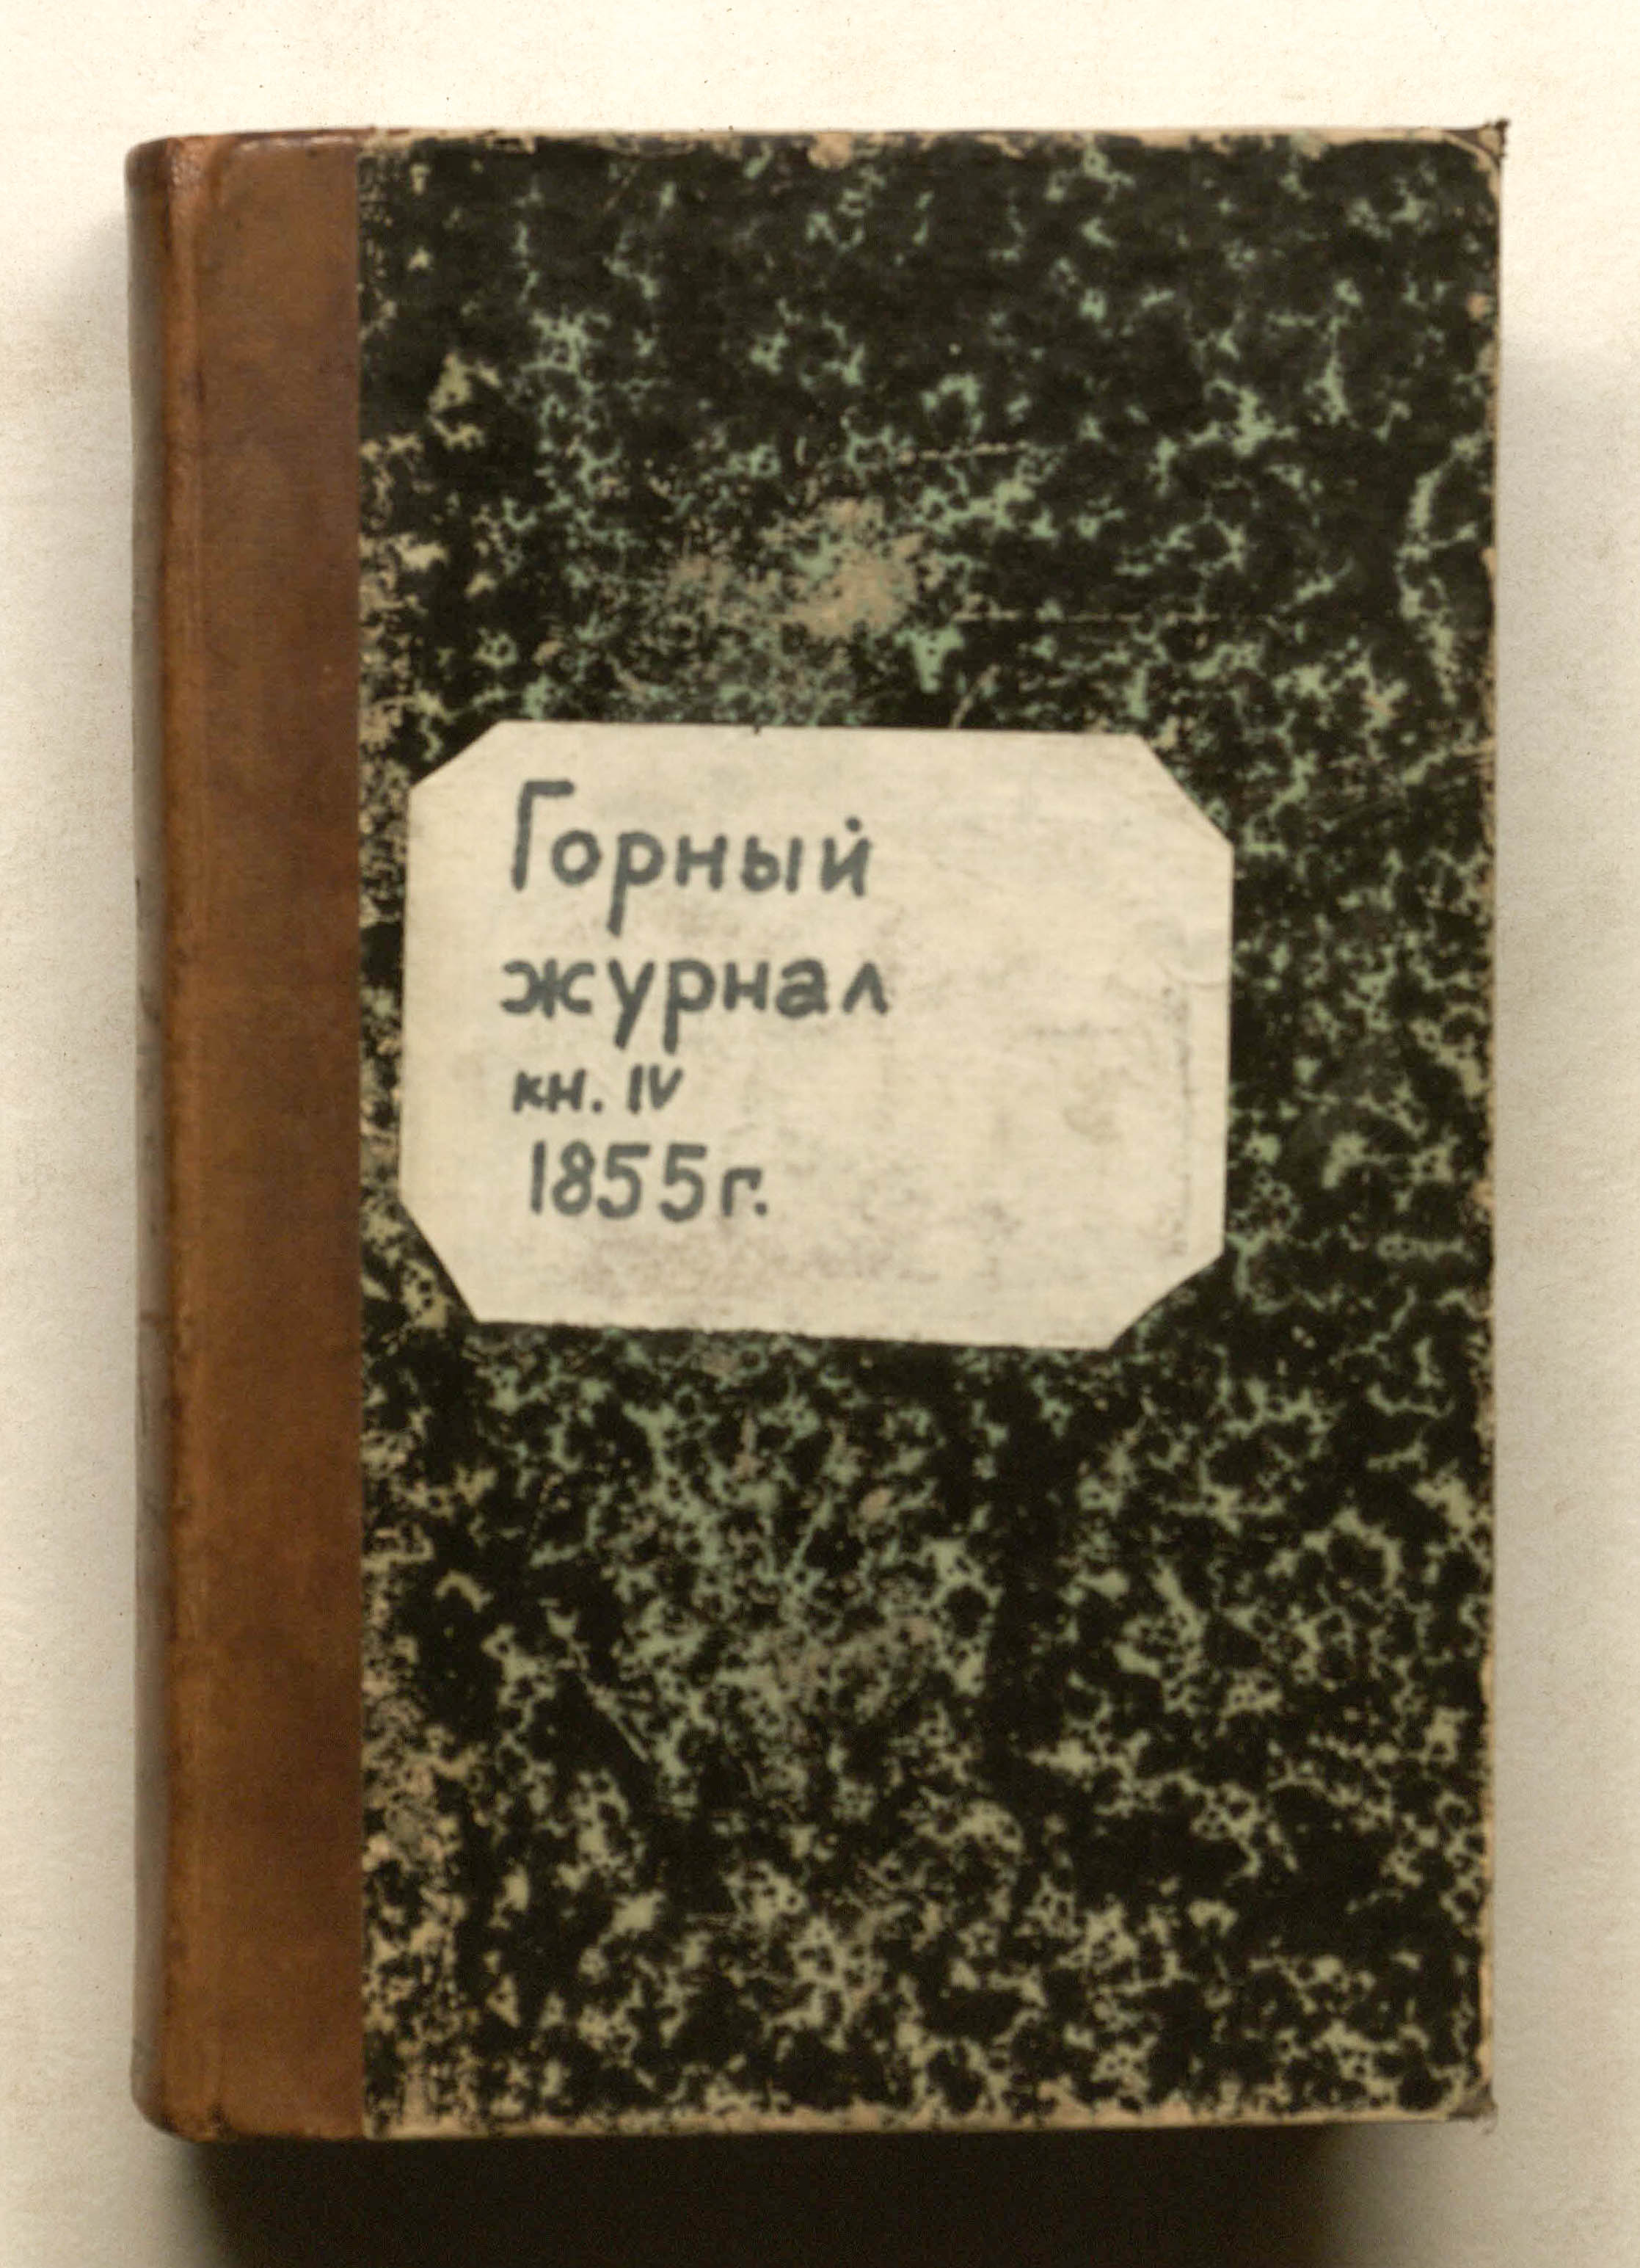 Горный
журнал
кн. IV
1855г.